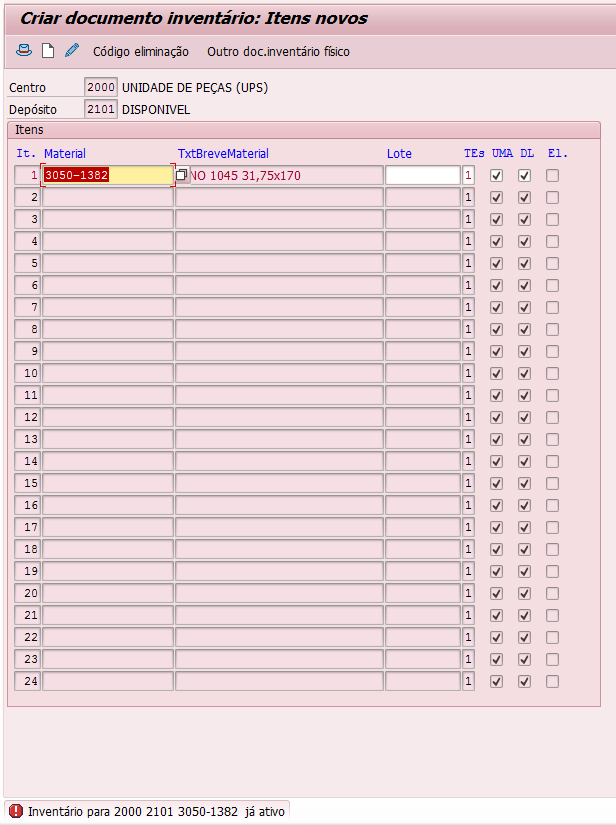 Criar documento inventário: Itens novos
Código eliminação Outro doc.inventário físico
Centro 2000 UNIDADE DE PEÇAS (UPS)
Depósito 2101 DISPONIVEL
Itens
It. Material TxtBreveMaterial Lote TEs UMA DL El.
1 3050-1382 NO 1045 31,75x170 1
2 1
3 1
4 1
5 1
6 1
7 1
8 1
9 1
10 1
11 1
12 1
13 1
14 1
15 1
16 1
17 1
18 1
19 1
20 1
21 1
22 1
23 1
24 1
Inventário para 2000 2101 3050-1382 já ativo